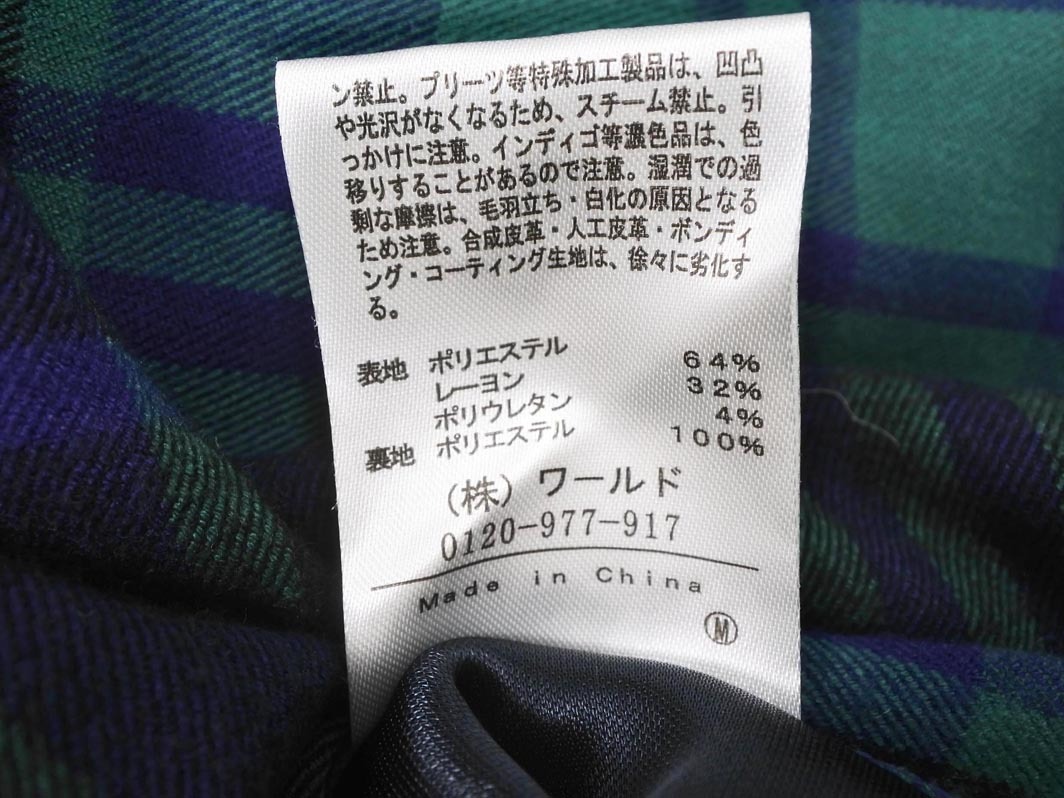 ン禁止。プリーツ等特殊加工製品は、凹凸
や光沢がなくなるため、スチーム禁止。引
っかけに注意。インディゴ等濃色品は、色
移りすることがあるので注意。湿潤での過
剰な摩擦は、毛羽立ち・白化の原因となる
ため注意。合成皮革・人工皮革・ボンディ
ング・コーティング生地は、徐々に劣化す
る。
表地 ポリエステル 64%
レーヨン 32%
ポリウレタン 4%
裏地 ポリエステル 100%
(株) ワールド
0120-977-917
Made in China
M